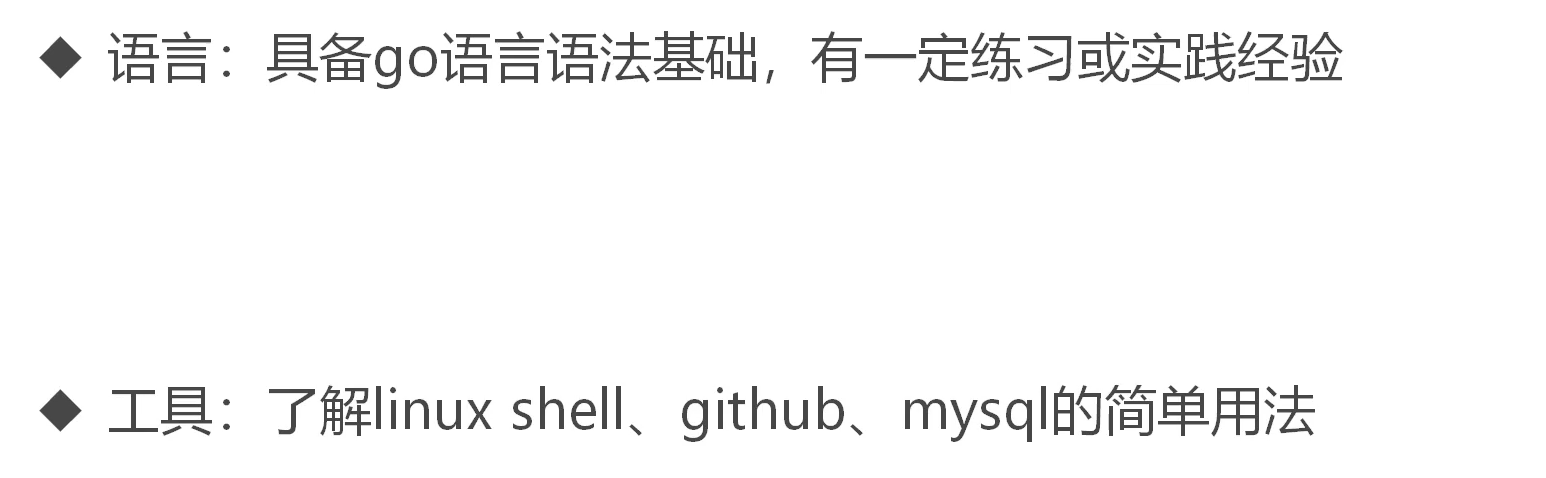 ◆ 语言：具备go语言语法基础，有一定练习或实践经验
◆ 工具：了解linux shell、github、mysql的简单用法